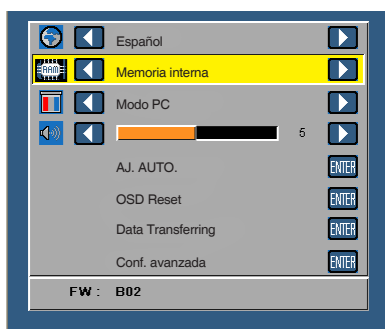 Español
RAM Memoria interna
Modo PC
5
AJ. AUTO. ENTER
OSD Reset ENTER
Data Transferring ENTER
Conf. avanzada ENTER
FW : B02